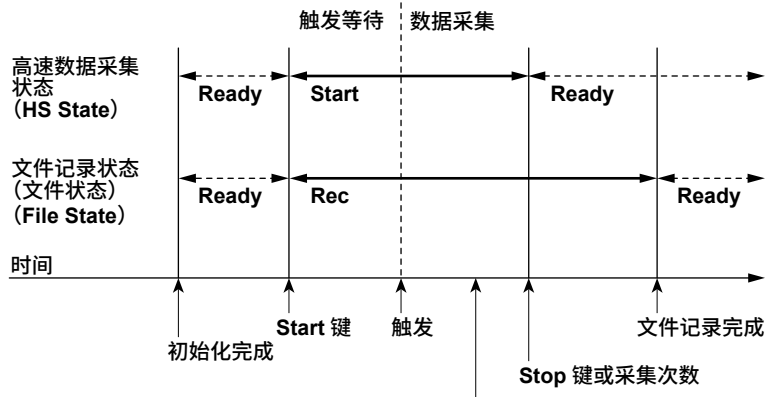 触发等待 数据采集
高速数据采集
状态
（HS State）
Ready Start Ready
文件记录状态
（文件状态）
（File State）
Ready Rec Ready
时间
初始化完成
Start 键
触发
文件记录完成
Stop 键或采集次数